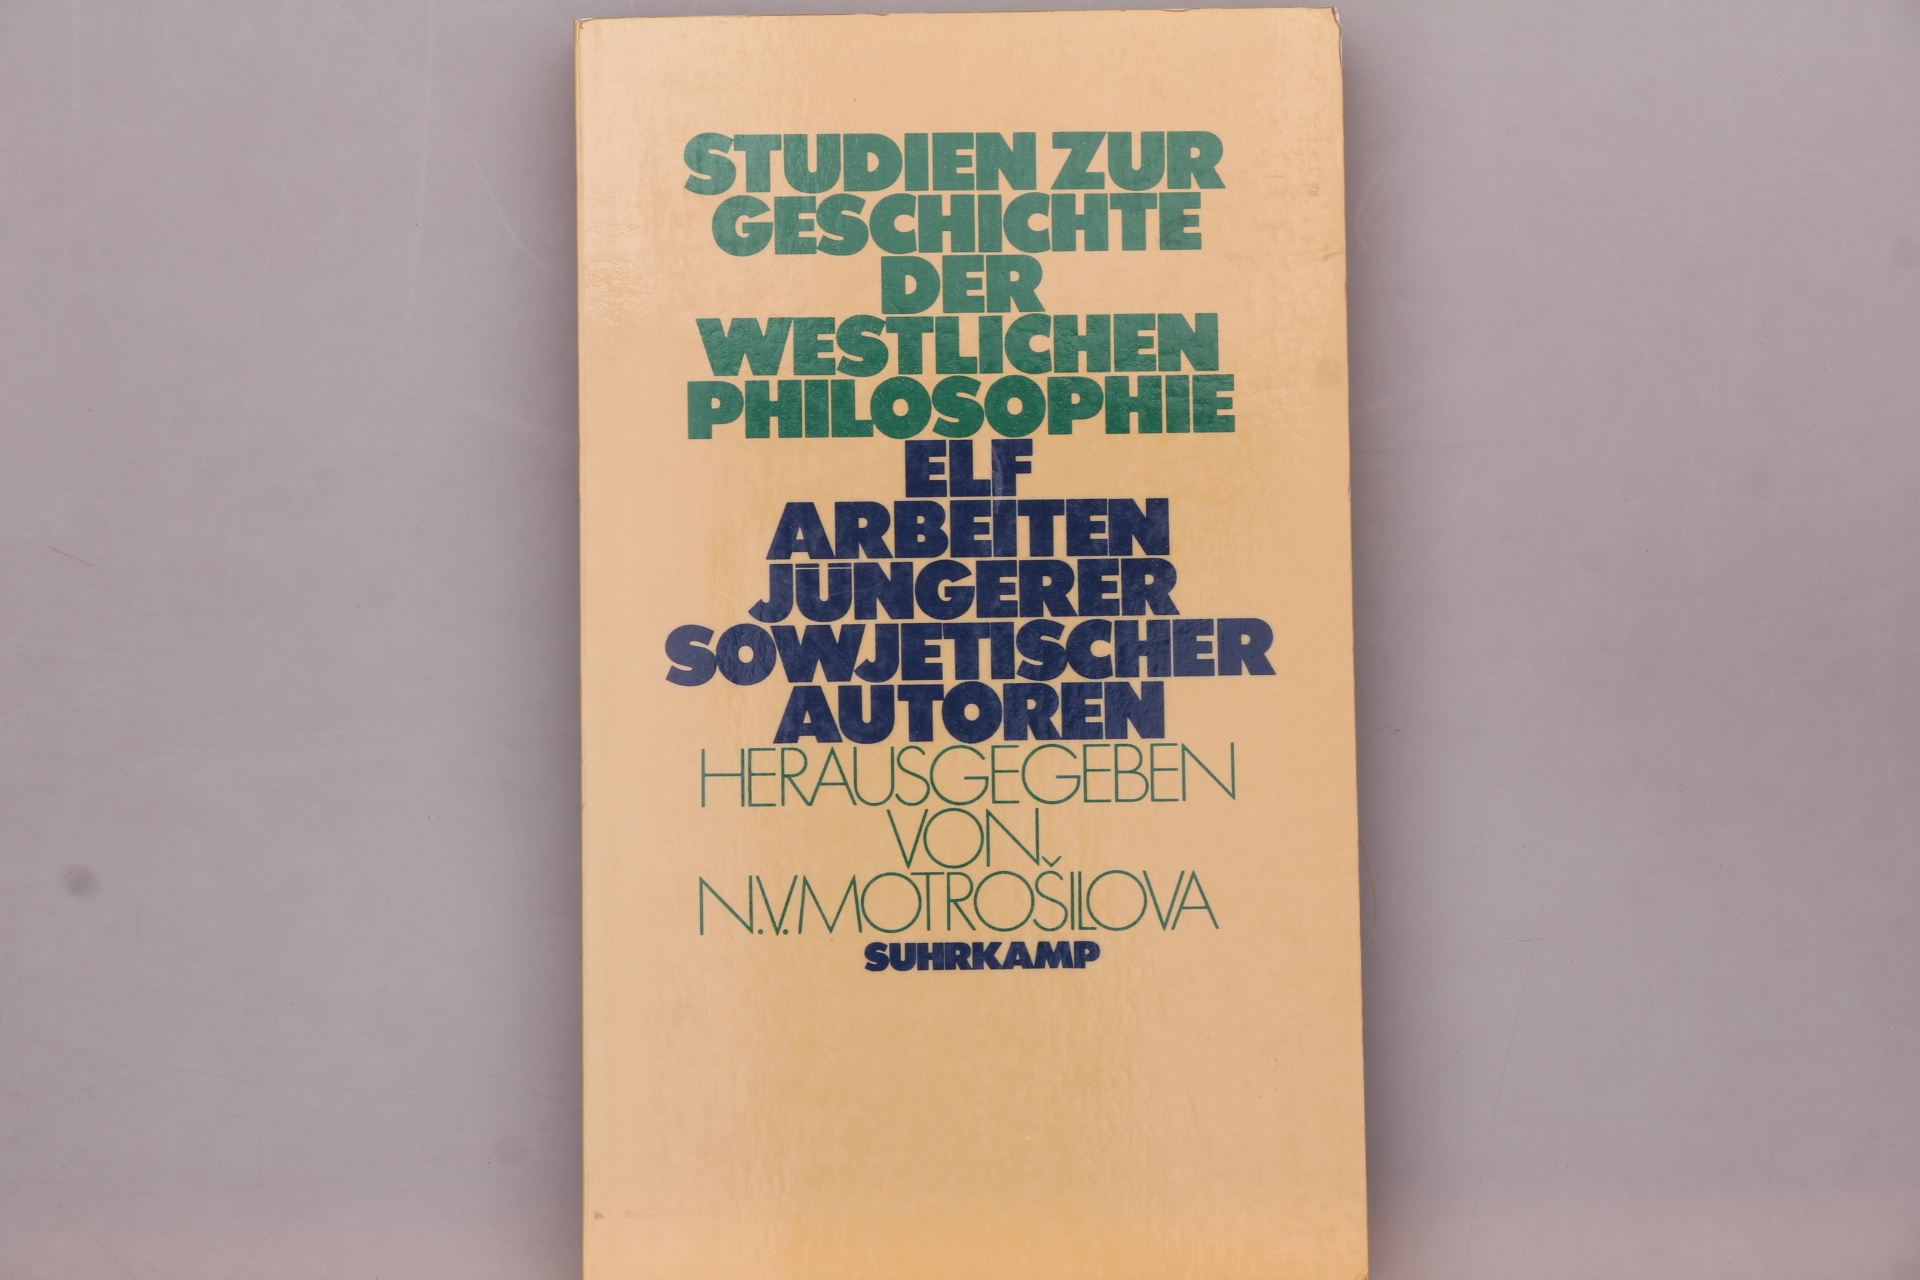 STUDIEN ZUR
GESCHICHTE
DER
WESTLICHEN
PHILOSOPHIE
ELF
ARBEITEN
JÜNGERER
SOWJETISCHER
AUTOREN
HERAUSGEGEBEN
VON
N.V.MOTROŠILOVA
SUHRKAMP